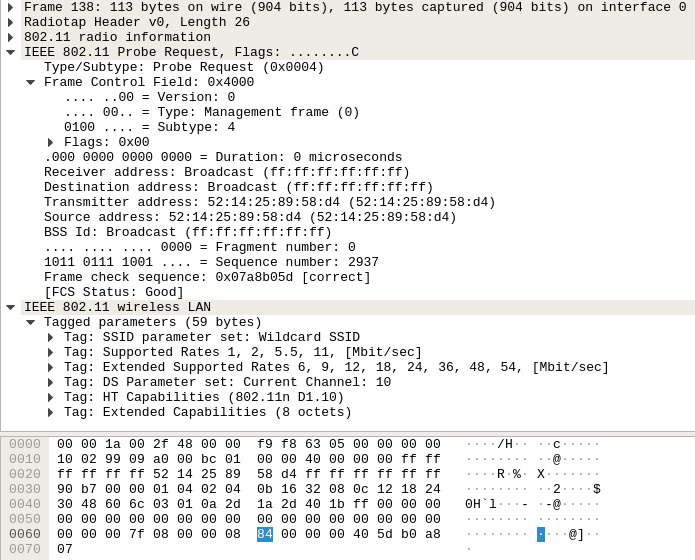 Frame 138: 113 bytes on wire (904 bits), 113 bytes captured (904 bits) on interface 0
Radiotap Header v0, Length 26
802.11 radio information
IEEE 802.11 Probe Request, Flags: ........C
Type/Subtype: Probe Request (0x0004)
Frame Control Field: 0x4000
.... ..00 = Version: 0
.... 00.. = Type: Management frame (0)
0100 .... = Subtype: 4
Flags: 0x00
.000 0000 0000 0000 = Duration: 0 microseconds
Receiver address: Broadcast (ff:ff:ff:ff:ff:ff)
Destination address: Broadcast (ff:ff:ff:ff:ff:ff)
Transmitter address: 52:14:25:89:58:d4 (52:14:25:89:58:d4)
Source address: 52:14:25:89:58:d4 (52:14:25:89:58:d4)
BSS Id: Broadcast (ff:ff:ff:ff:ff:ff)
.... .... .... 0000 = Fragment number: 0
1011 0111 1001 .... = Sequence number: 2937
Frame check sequence: 0x07a8b05d [correct]
[FCS Status: Good]
IEEE 802.11 wireless LAN
Tagged parameters (59 bytes)
Tag: SSID parameter set: Wildcard SSID
Tag: Supported Rates 1, 2, 5.5, 11, [Mbit/sec]
Tag: Extended Supported Rates 6, 9, 12, 18, 24, 36, 48, 54, [Mbit/sec]
Tag: DS Parameter set: Current Channel: 10
Tag: HT Capabilities (802.11n D1.10)
Tag: Extended Capabilities (8 octets)
0000 00 00 1a 00 2f 48 00 00 f9 f8 63 05 00 00 00 00 ····/H·· ··c·····
0010 10 02 99 09 a0 00 bc 01 00 00 40 00 00 00 ff ff ········ ··@·····
0020 ff ff ff ff 52 14 25 89 58 d4 ff ff ff ff ff ff ····R·%· X·······
0030 90 b7 00 00 01 04 02 04 0b 16 32 08 0c 12 18 24 ········ ··2····$
0040 30 48 60 6c 03 01 0a 2d 1a 2d 40 1b ff 00 00 00 0H`l···- ·-@·····
0050 00 00 00 00 00 00 00 00 00 00 00 00 00 00 00 00 ········ ········
0060 00 00 00 7f 08 00 00 08 84 00 00 00 40 5d b0 a8 ········ ····@]··
0070 07 ·